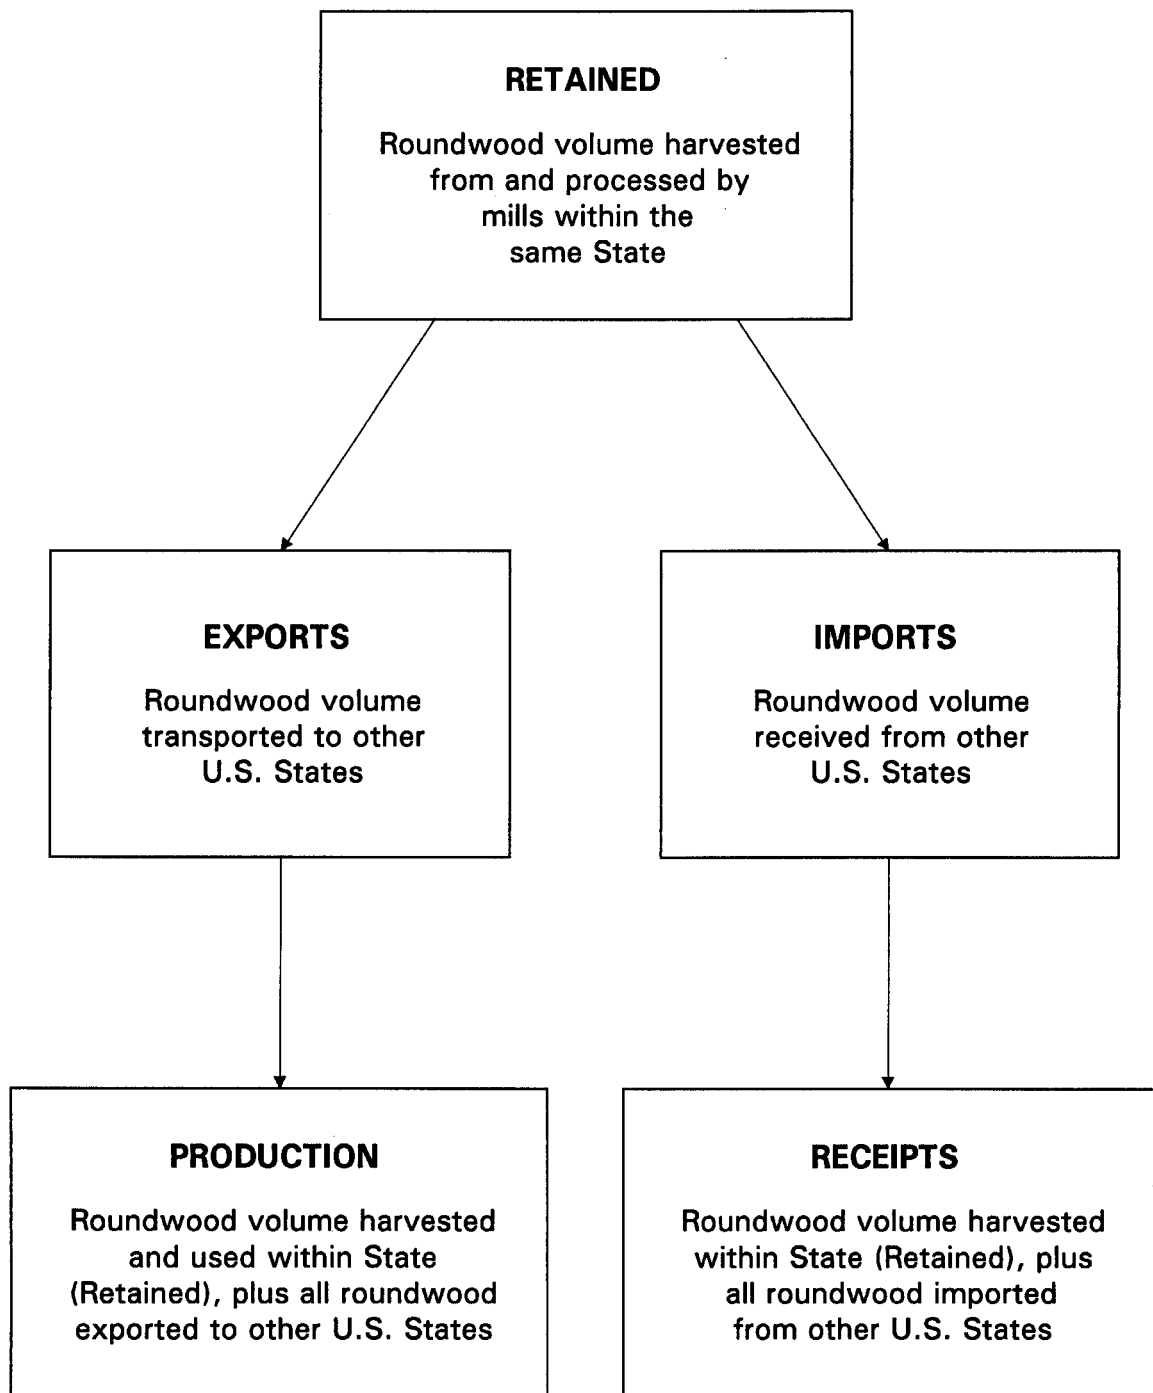 RETAINED
Roundwood volume harvested
from and processed by
mills within the
same State
EXPORTS
Roundwood volume
transported to other
U.S. States
IMPORTS
Roundwood volume
received from other
U.S. States
PRODUCTION
Roundwood volume harvested
and used within State
(Retained), plus all roundwood
exported to other U.S. States
RECEIPTS
Roundwood volume harvested
within State (Retained), plus
all roundwood imported
from other U.S. States